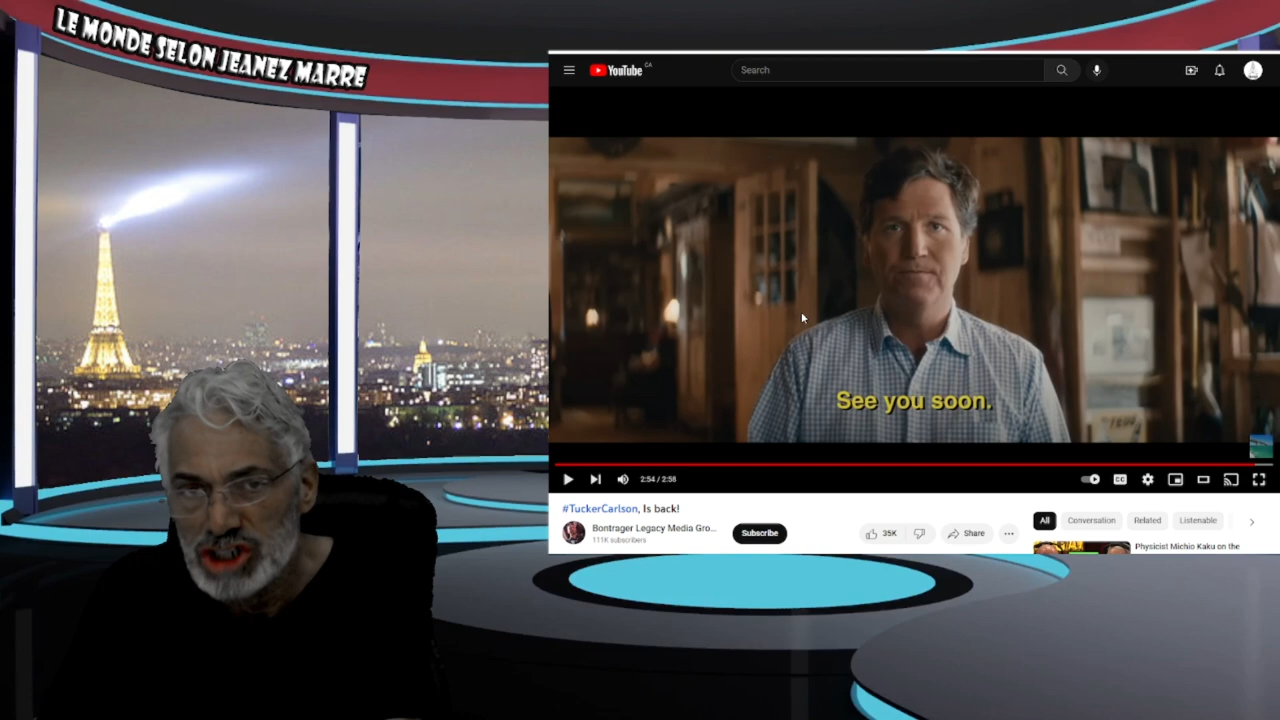 LE MONDE SELON JEANEZ MARRE
YouTube CA
Search
See you soon.
2:54 / 2:58
CC
#TuckerCarlson, Is back!
Bontrager Legacy Media Gro...
111K subscribers
Subscribe
35K
Share
All
Conversation
Related
Listenable
Physicist Michio Kaku on the